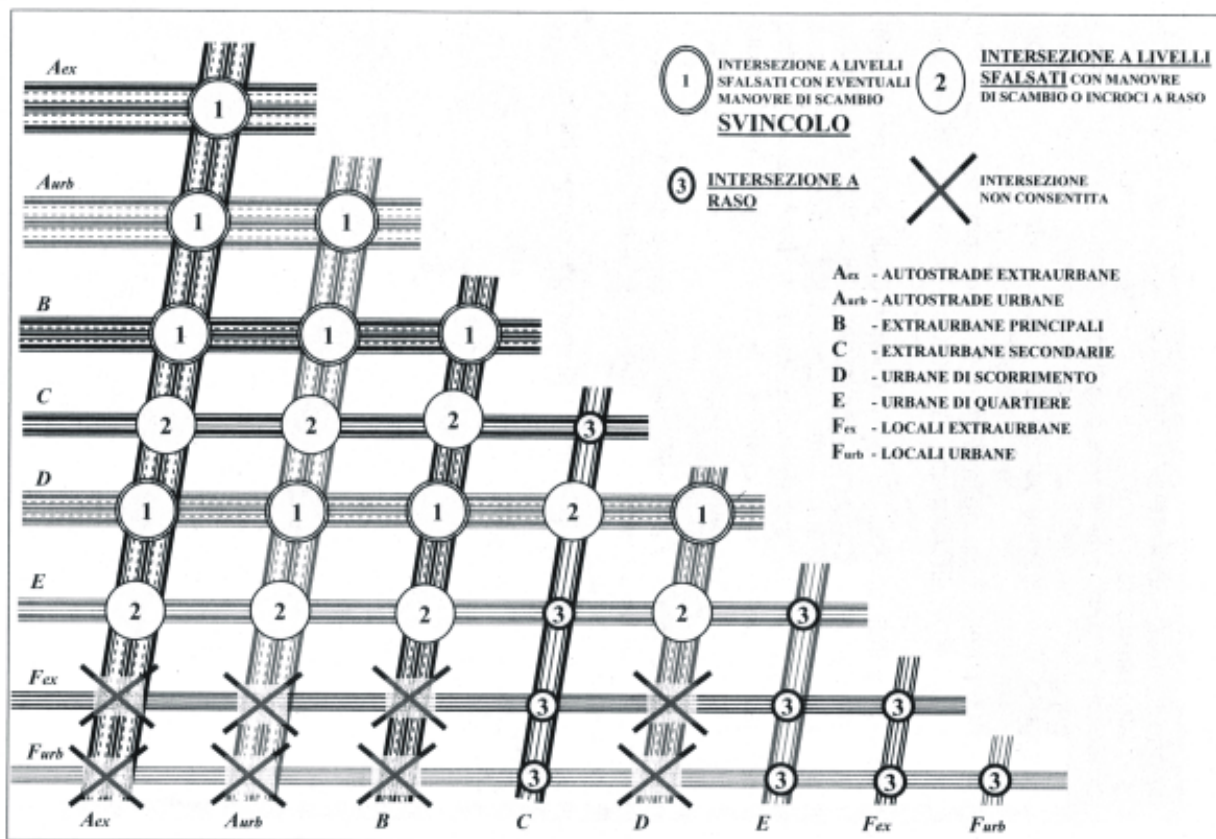 Aex
1
INTERSEZIONE A LIVELLI
SFALSATI CON EVENTUALI
MANOVRE DI SCAMBIO
SVINCOLO
2
INTERSEZIONE A LIVELLI
SFALSATI CON MANOVRE
DI SCAMBIO O INCROCI A RASO
3
INTERSEZIONE A
RASO
INTERSEZIONE
NON CONSENTITA
Aex - AUTOSTRADE EXTRAURBANE
Aurb - AUTOSTRADE URBANE
B - EXTRAURBANE PRINCIPALI
C - EXTRAURBANE SECONDARIE
D - URBANE DI SCORRIMENTO
E - URBANE DI QUARTIERE
Fex - LOCALI EXTRAURBANE
Furb - LOCALI URBANE
1
Aurb
1 1
B
1 1 1
C
2 2 2 3
D
1 1 1 2 1
E
2 2 2 3 2 3
Fex
3 3 3
Furb
3 3 3 3
Aex Aurb B C D E Fex Furb